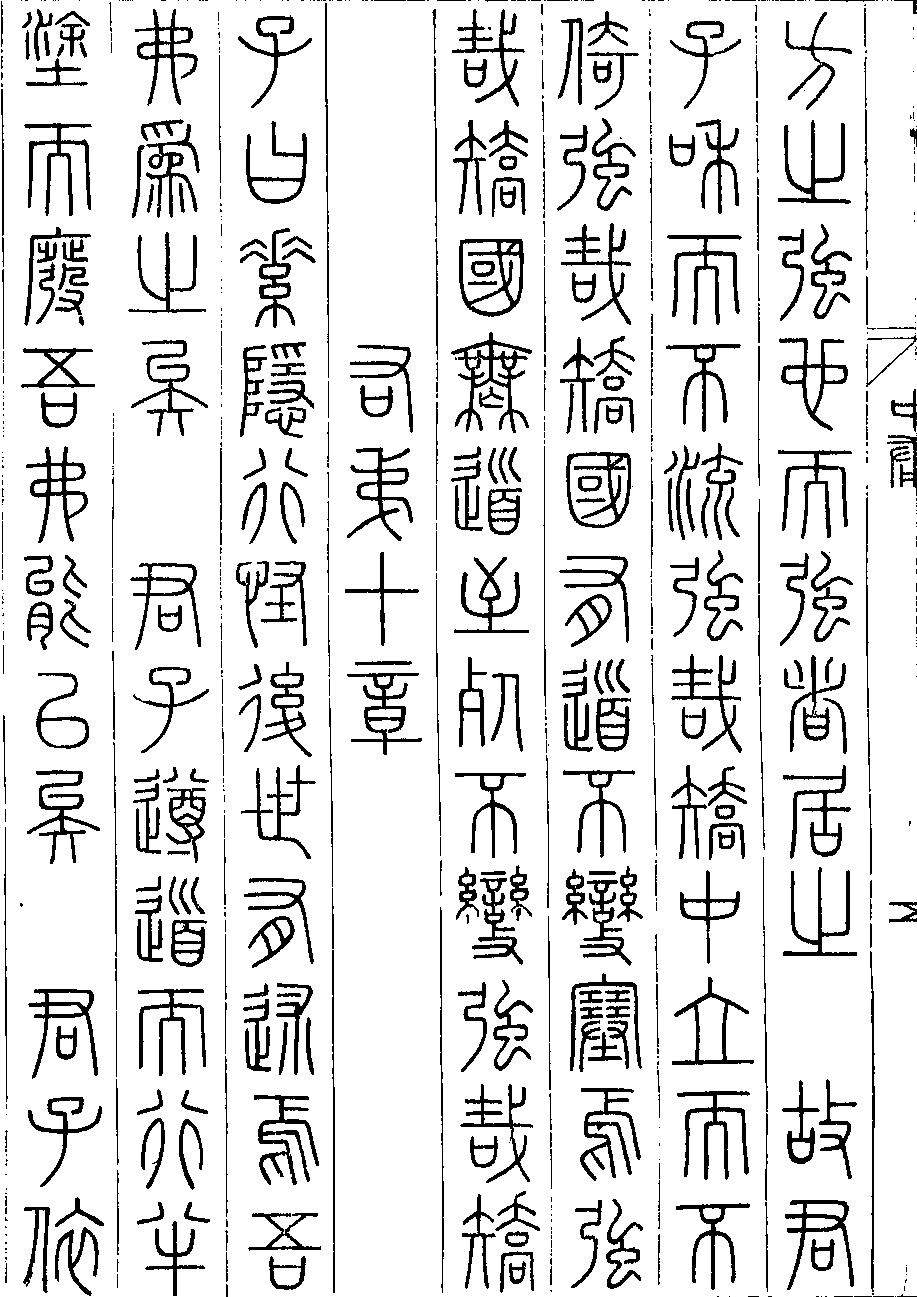 方之強也而強者居之　故君
子和而不流強哉矯中立而不
倚強哉矯國有道不變塞焉強
哉矯國無道至死不變強哉矯
右第十章
子曰素隱行怪後世有述焉吾
弗爲之矣　君子遵道而行半
塗而廢吾弗能已矣　君子依